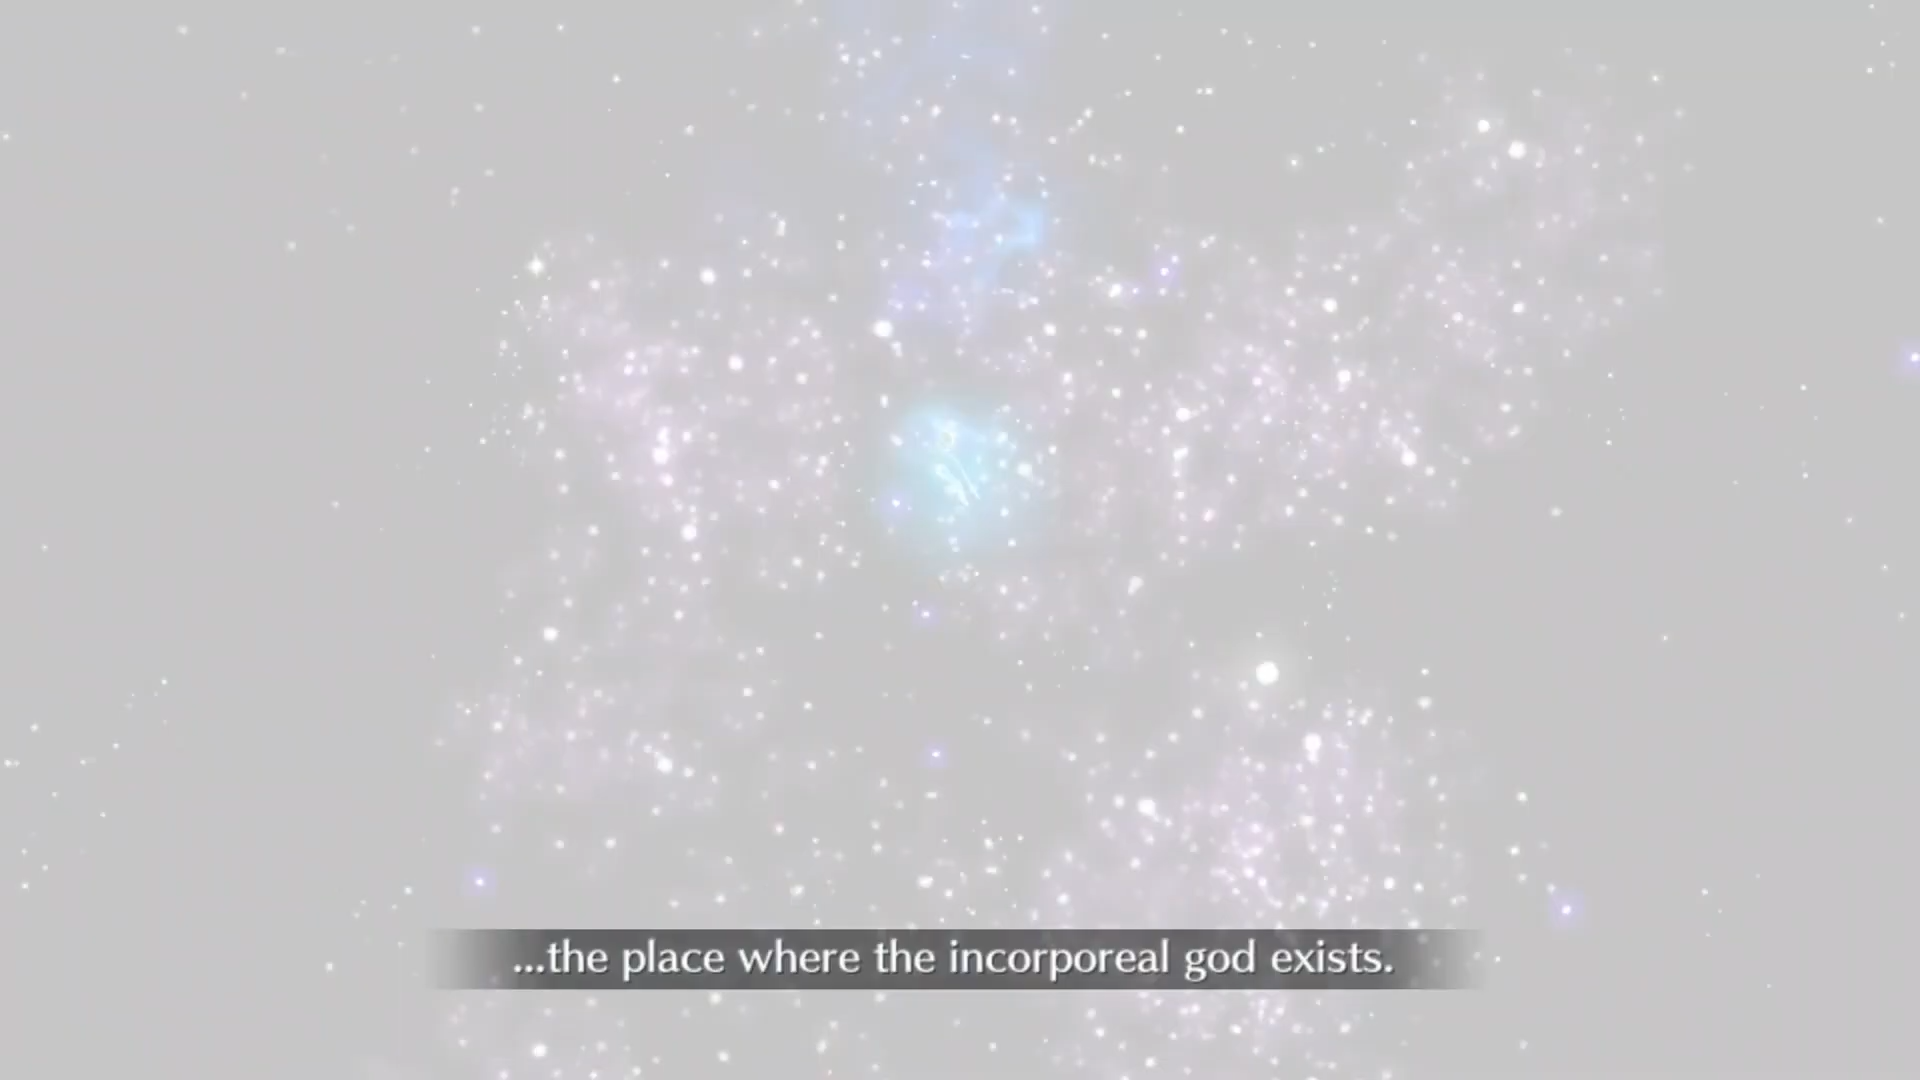 ...the place where the incorporeal god exists.